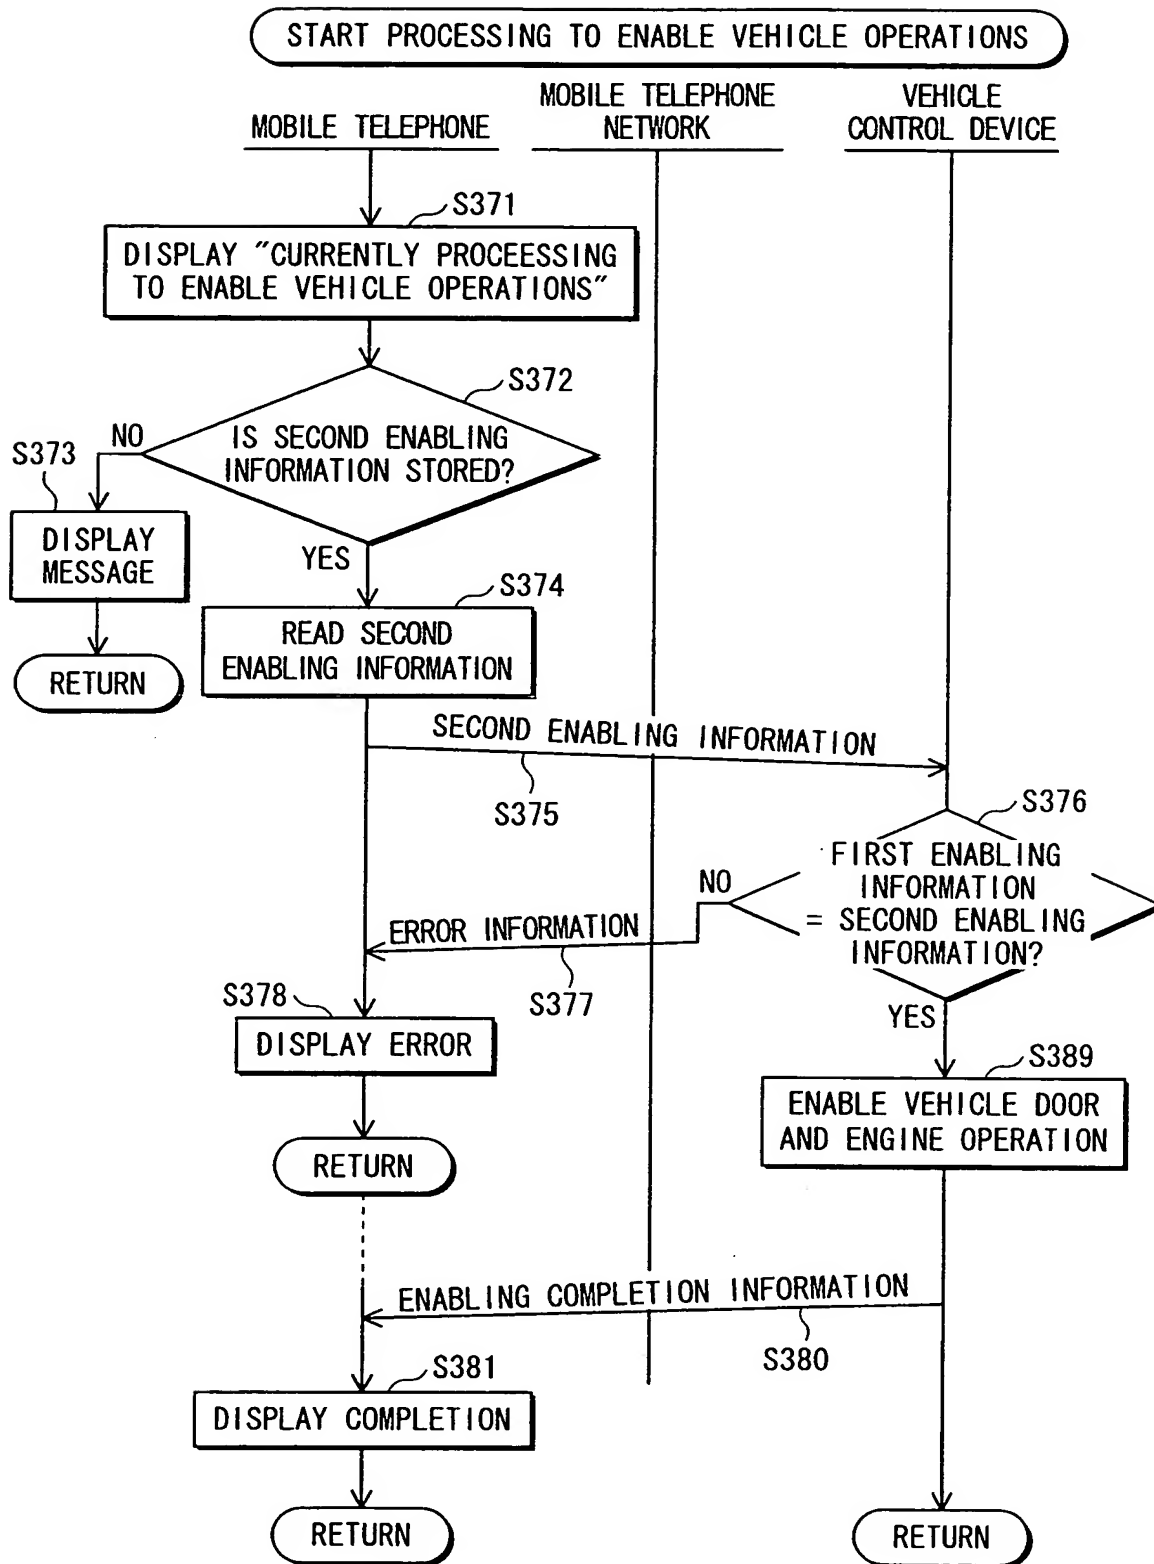 START PROCESSING TO ENABLE VEHICLE OPERATIONS
MOBILE TELEPHONE
MOBILE TELEPHONE
NETWORK
VEHICLE
CONTROL DEVICE
S371
DISPLAY "CURRENTLY PROCEESSING
TO ENABLE VEHICLE OPERATIONS"
S372
IS SECOND ENABLING
INFORMATION STORED?
NO
S373
DISPLAY
MESSAGE
RETURN
YES
S374
READ SECOND
ENABLING INFORMATION
SECOND ENABLING INFORMATION
S375
S376
FIRST ENABLING
INFORMATION
= SECOND ENABLING
INFORMATION?
NO
ERROR INFORMATION
S377
S378
DISPLAY ERROR
RETURN
YES
S389
ENABLE VEHICLE DOOR
AND ENGINE OPERATION
ENABLING COMPLETION INFORMATION
S380
S381
DISPLAY COMPLETION
RETURN
RETURN